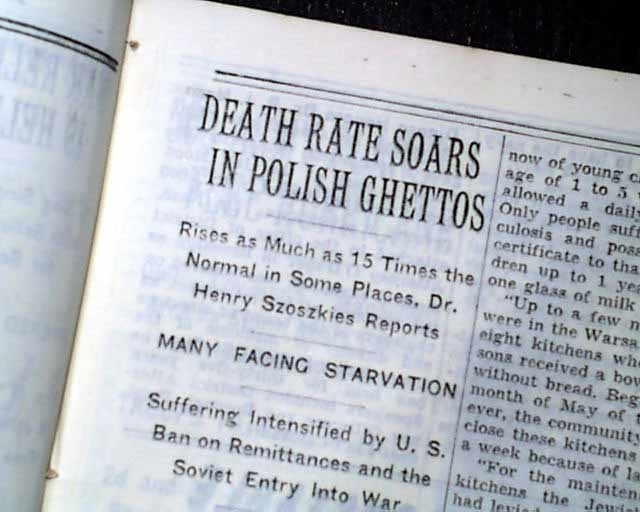 DEATH RATE SOARS
IN POLISH GHETTOS
Rises as Much as 15 Times the
Normal in Some Places, Dr.
Henry Szoszkies Reports
MANY FACING STARVATION
Suffering Intensified by U. S.
Ban on Remittances and the
Soviet Entry Into War
now of young c
age of 1 to 5
allowed a dail
Only people suff
culosis and poss
certificate to tha
dren up to 1 yea
one glass of milk
"Up to a few m
were in the Warsa
eight kitchens whe
sons received a bow
without bread. Beg
month of May of t
ever, the community
close these kitchens
a week because of la
"For the mainten
kitchens the Jewis
had levied